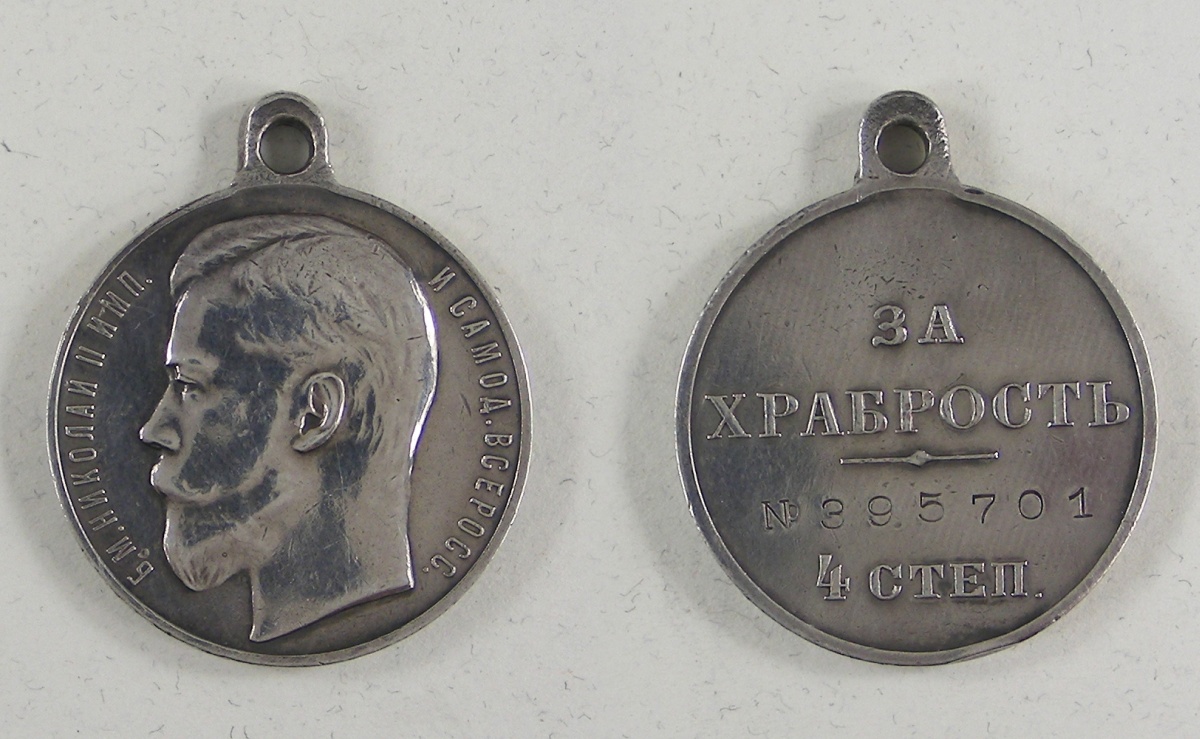 Б.М.НИКОЛАЙ II ИМП.
И САМОД.ВСЕРОСС.
ЗА
ХРАБРОСТЬ
№ 395701
4 СТЕП.